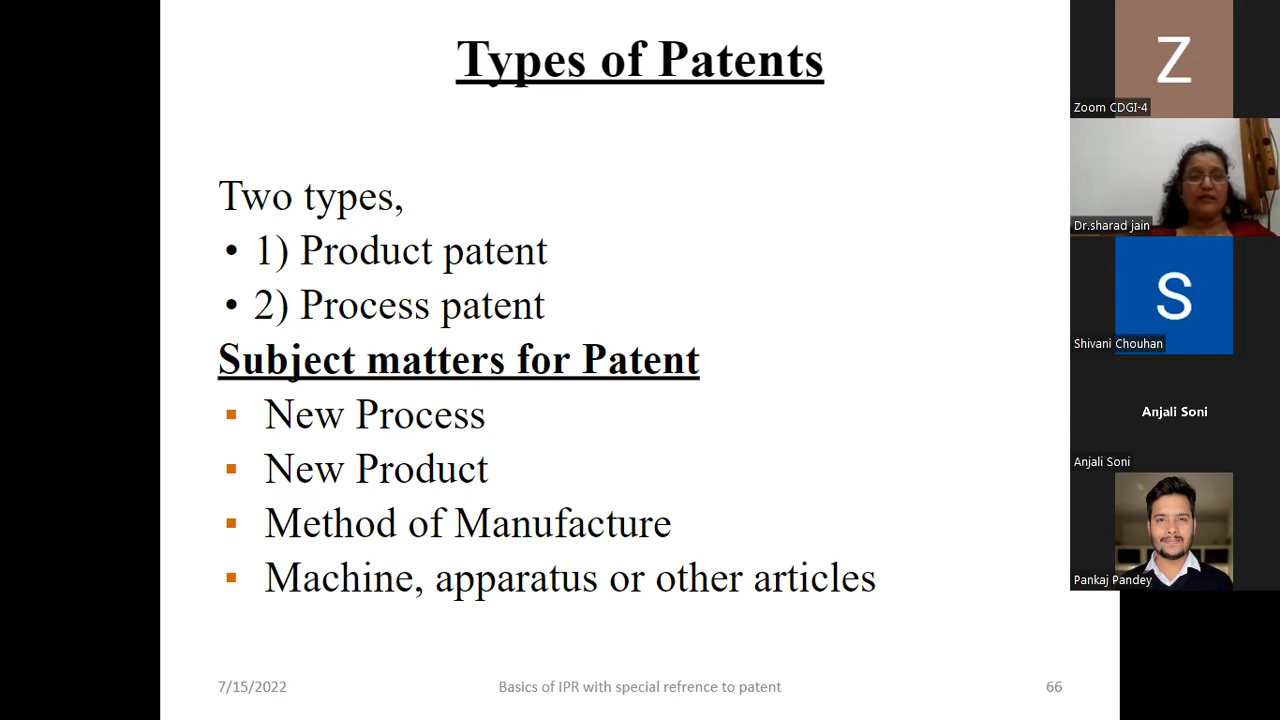 Types of Patents
Two types,
• 1) Product patent
• 2) Process patent
Subject matters for Patent
▪ New Process
▪ New Product
▪ Method of Manufacture
▪ Machine, apparatus or other articles
7/15/2022
Basics of IPR with special refrence to patent
66
Z
Zoom CDGI-4
Dr.sharad jain
S
Shivani Chouhan
Anjali Soni
Anjali Soni
Pankaj Pandey